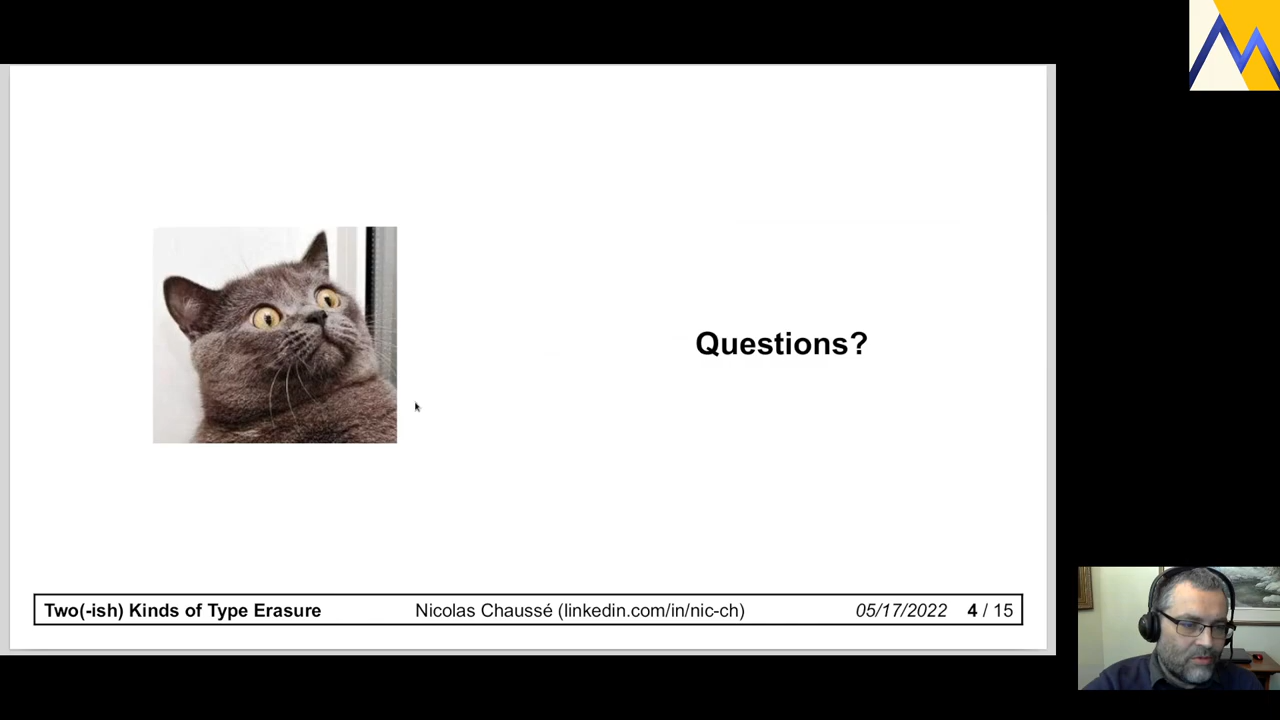 Questions?
Two(-ish) Kinds of Type Erasure Nicolas Chaussé (linkedin.com/in/nic-ch) 05/17/2022 4 / 15